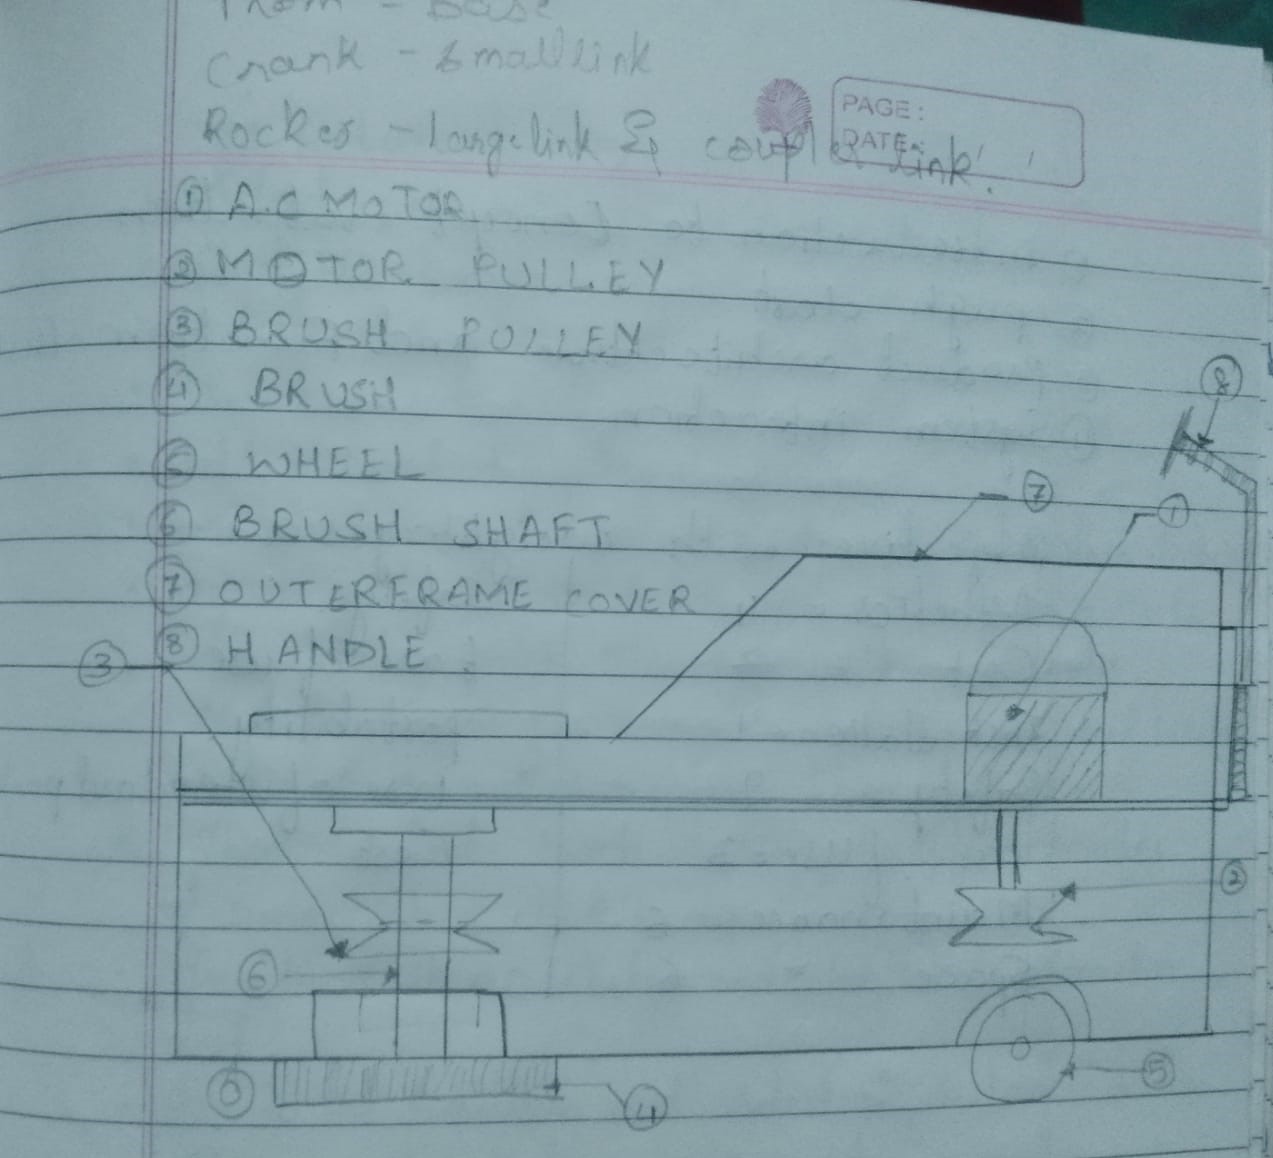 From - Base
Crank - Small link
Rocker - large link & coupler link.
PAGE:
DATE:
① A.C MOTOR
② MOTOR PULLEY
③ BRUSH PULLEY
④ BRUSH
⑤ WHEEL
⑥ BRUSH SHAFT
⑦ OUTERFRAME COVER
⑧ HANDLE
⑧
⑦
①
③
②
⑥
⑤
④